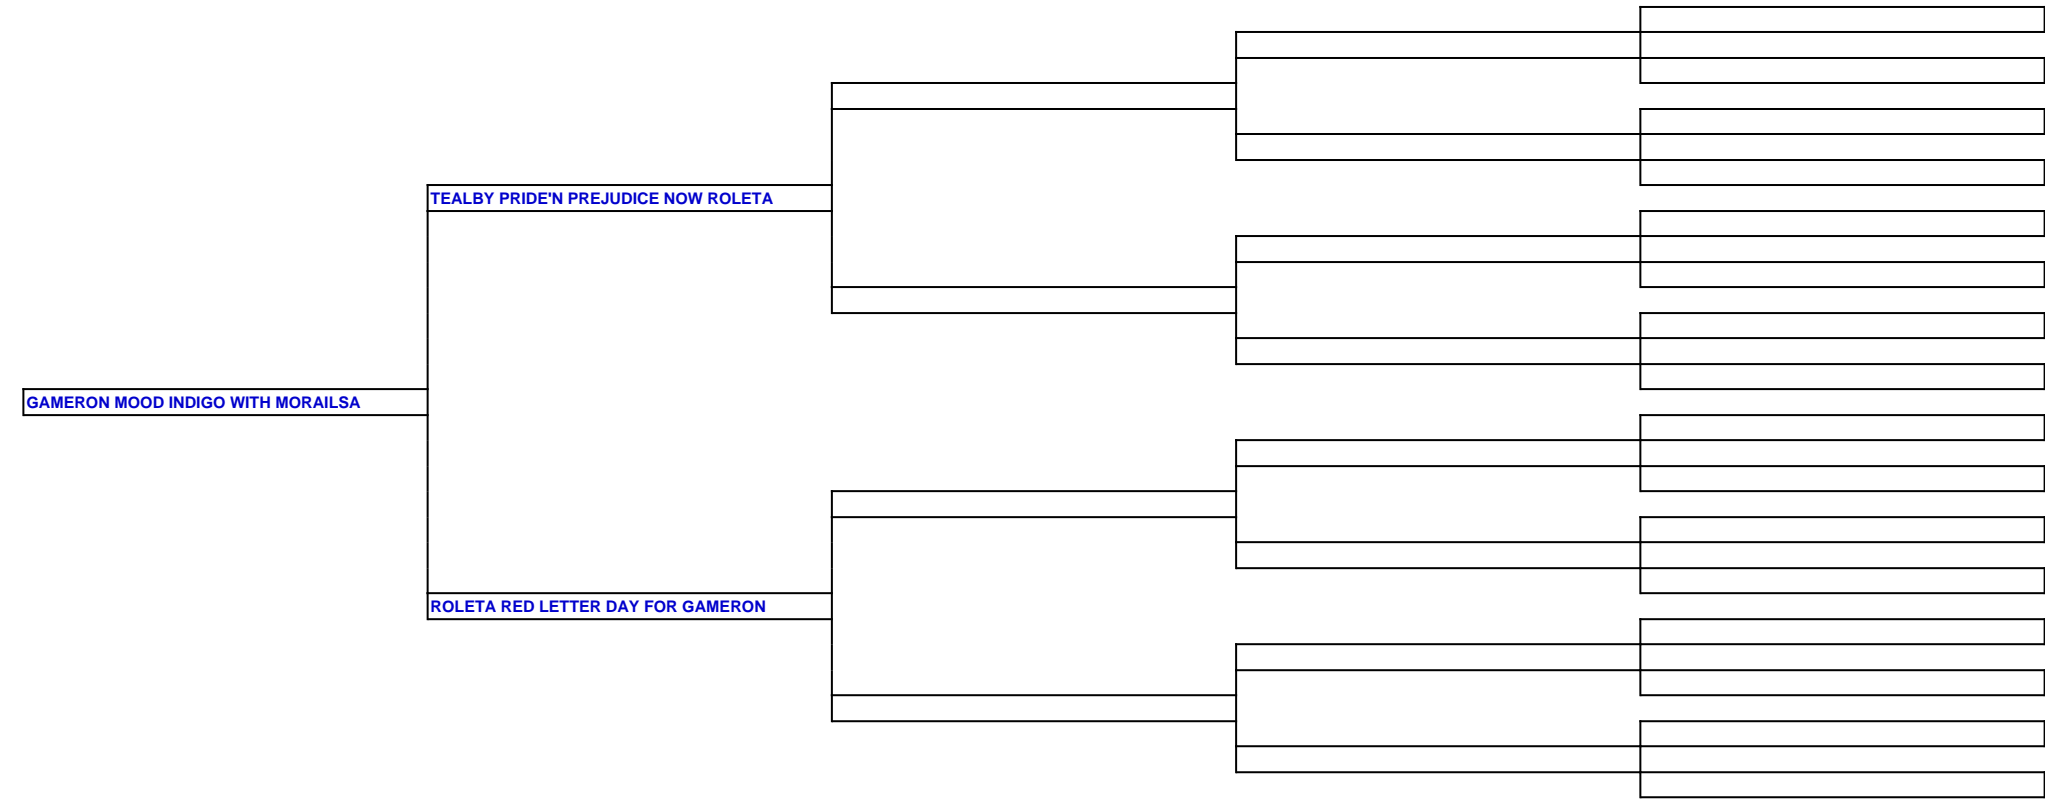 TEALBY PRIDE'N PREJUDICE NOW ROLETA
GAMERON MOOD INDIGO WITH MORAILSA
ROLETA RED LETTER DAY FOR GAMERON